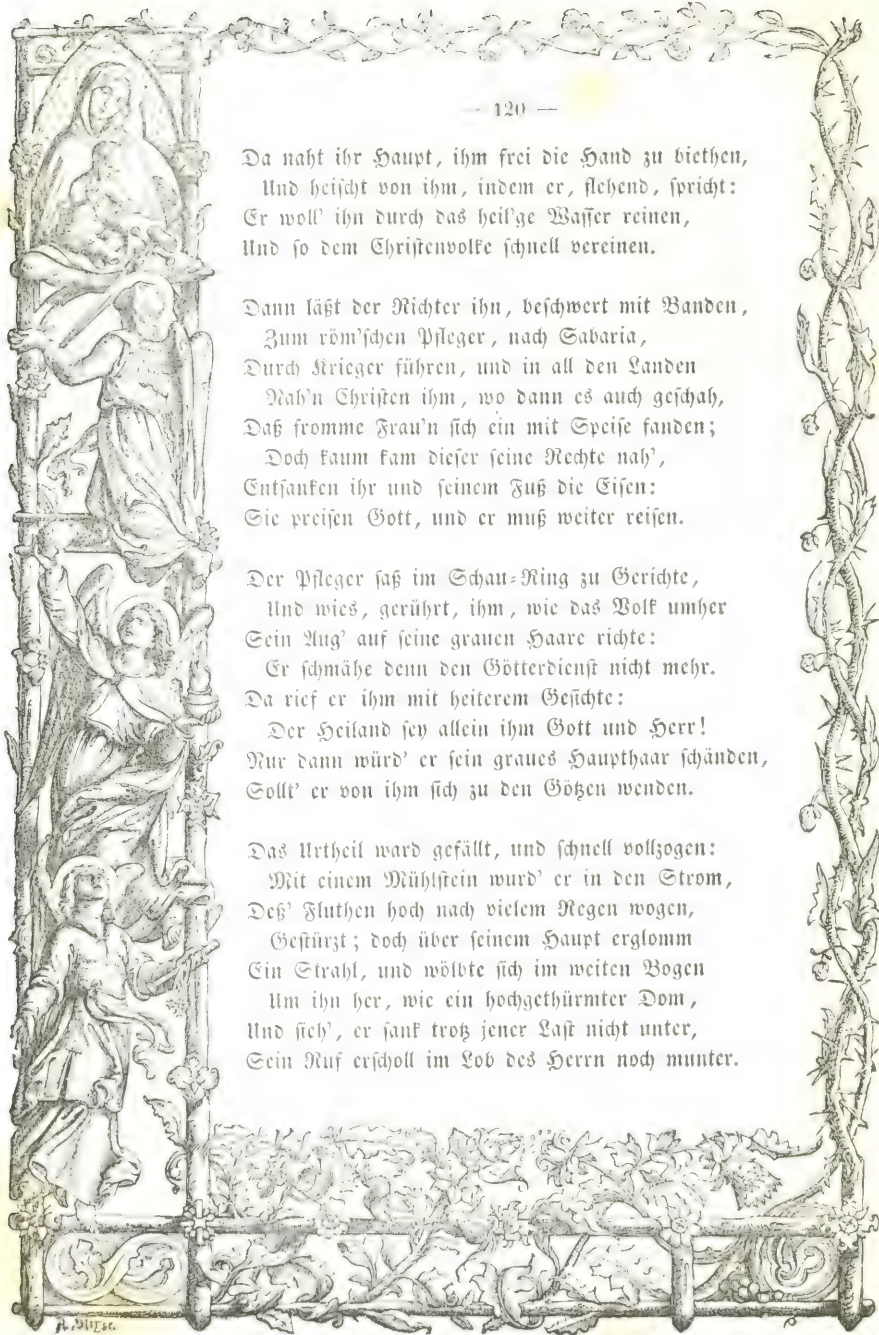 — 120 —
Da naht ihr Haupt, ihm frei die Hand zu biethen,
Und heischt von ihm, indem er, flehend, spricht:
Er woll' ihn durch das heil'ge Wasser reinen,
Und so dem Christenvolke schnell vereinen.
Dann läßt der Richter ihn, beschwert mit Banden,
Zum röm'schen Pfleger, nach Sabaria,
Durch Krieger führen, und in all den Landen
Nah'n Christen ihm, wo dann es auch geschah,
Daß fromme Frau'n sich ein mit Speise fanden;
Doch kaum kam dieser seine Rechte nah',
Entsanken ihr und seinem Fuß die Eisen:
Sie preisen Gott, und er muß weiter reisen.
Der Pfleger saß im Schau-Ring zu Gerichte,
Und wies, gerührt, ihm, wie das Volk umher
Sein Aug' auf seine grauen Haare richte:
Er schmähe denn den Götterdienst nicht mehr.
Da rief er ihm mit heiterem Gesichte:
Der Heiland sey allein ihm Gott und Herr!
Nur dann würd' er sein graues Haupthaar schänden,
Sollt' er von ihm sich zu den Götzen wenden.
Das Urtheil ward gefällt, und schnell vollzogen:
Mit einem Mühlstein wurd' er in den Strom,
Deß' Fluthen hoch nach vielem Regen wogen,
Gestürzt; doch über seinem Haupt erglomm
Ein Strahl, und wölbte sich im weiten Bogen
Um ihn her, wie ein hochgethürmter Dom,
Und sieh', er sank trotz jener Last nicht unter,
Sein Ruf erscholl im Lob des Herrn noch munter.